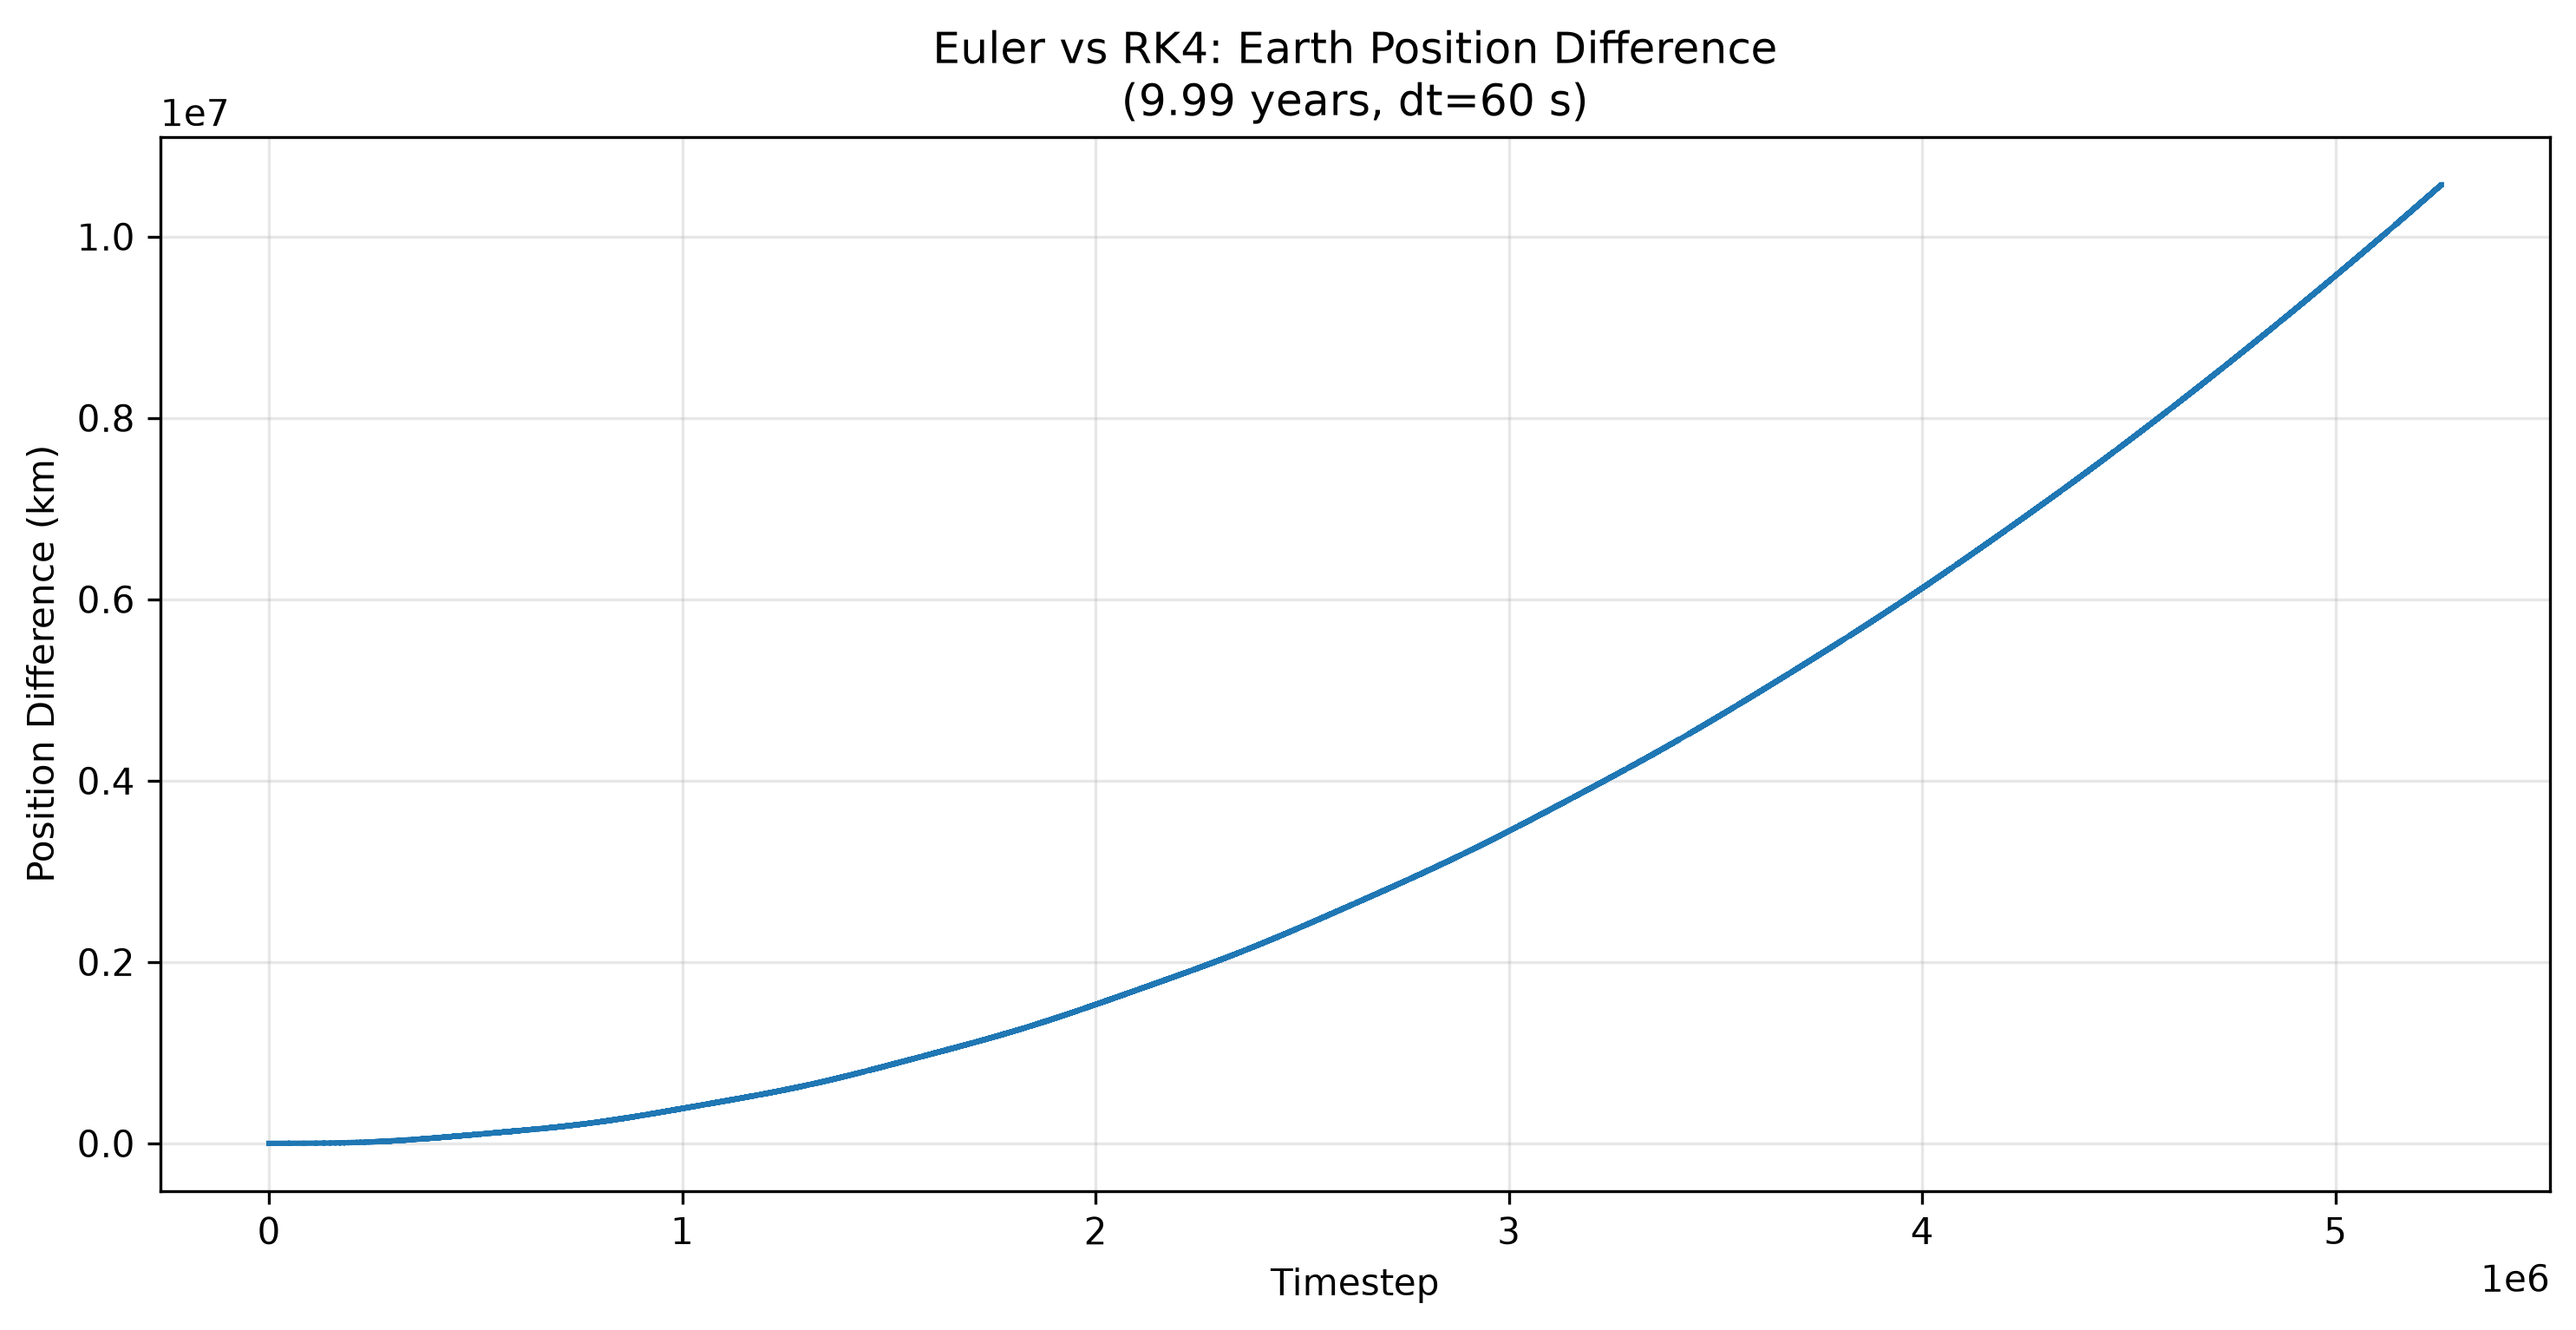 Euler vs RK4: Earth Position Difference
(9.99 years, dt=60 s)
1e7
1.0
0.8
0.6
0.4
0.2
0.0
Position Difference (km)
0 1 2 3 4 5
Timestep
1e6